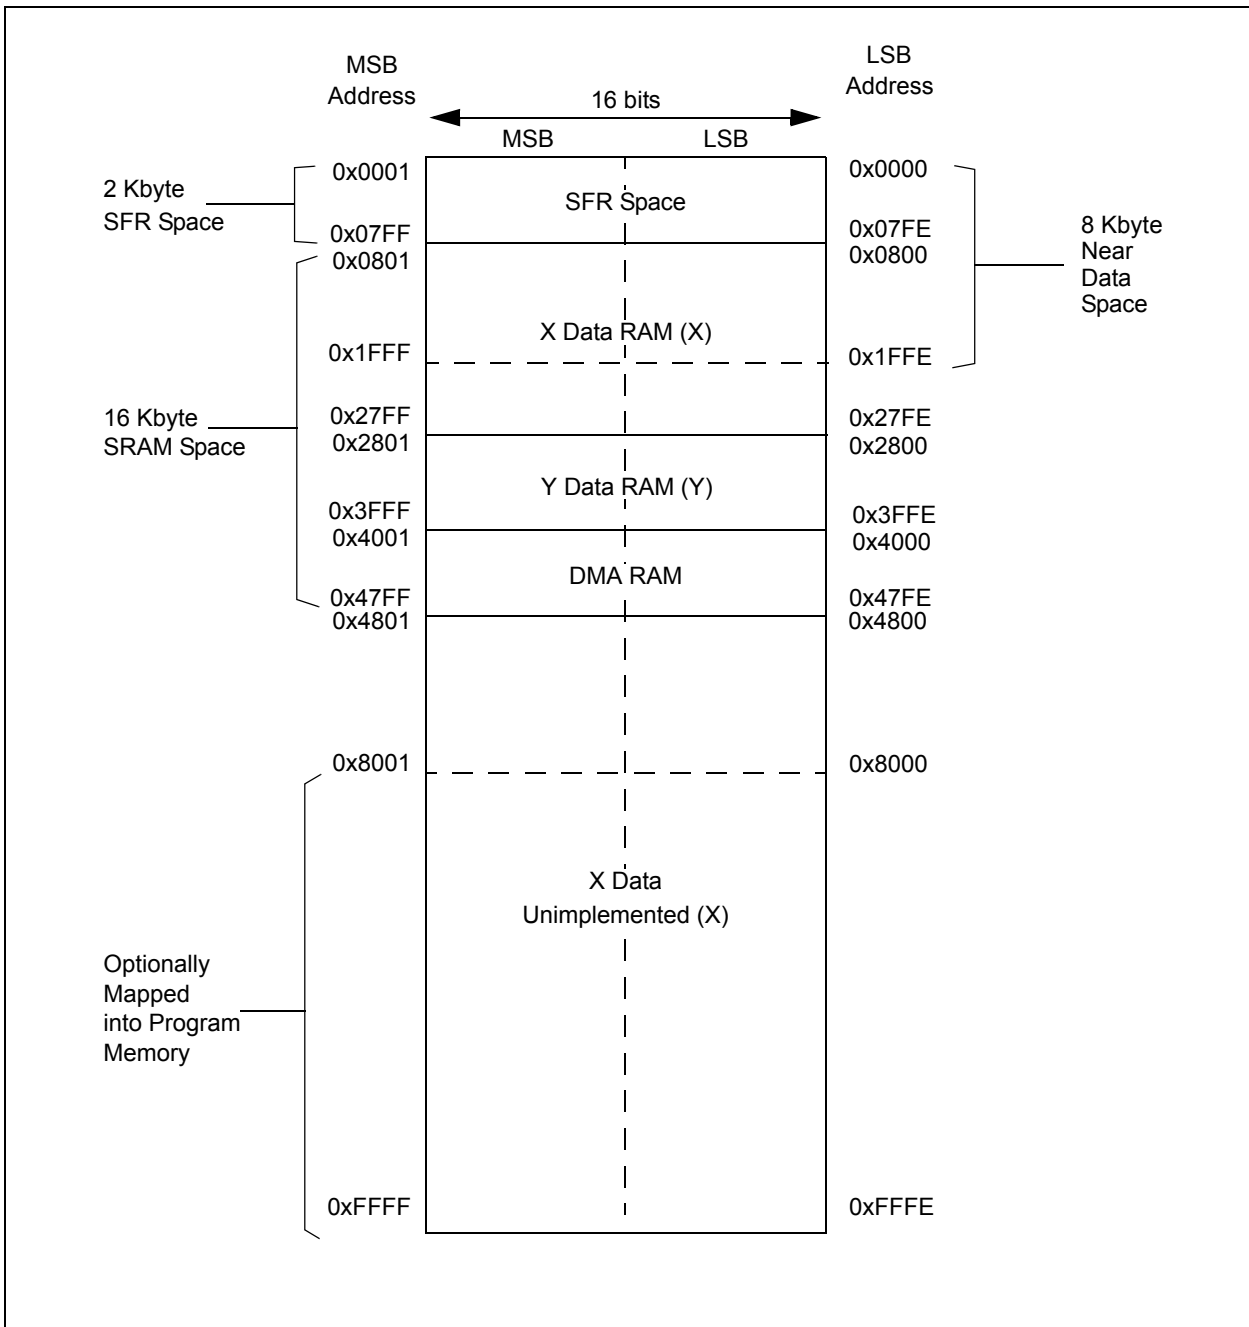 MSB
Address
LSB
Address
16 bits
MSB
LSB
2 Kbyte
SFR Space
0x0001
SFR Space
0x0000
0x07FF
0x07FE
0x0801
0x0800
8 Kbyte
Near
Data
Space
X Data RAM (X)
0x1FFF
0x1FFE
16 Kbyte
SRAM Space
0x27FF
0x27FE
0x2801
0x2800
Y Data RAM (Y)
0x3FFF
0x3FFE
0x4001
0x4000
DMA RAM
0x47FF
0x47FE
0x4801
0x4800
0x8001
0x8000
X Data
Unimplemented (X)
Optionally
Mapped
into Program
Memory
0xFFFF
0xFFFE